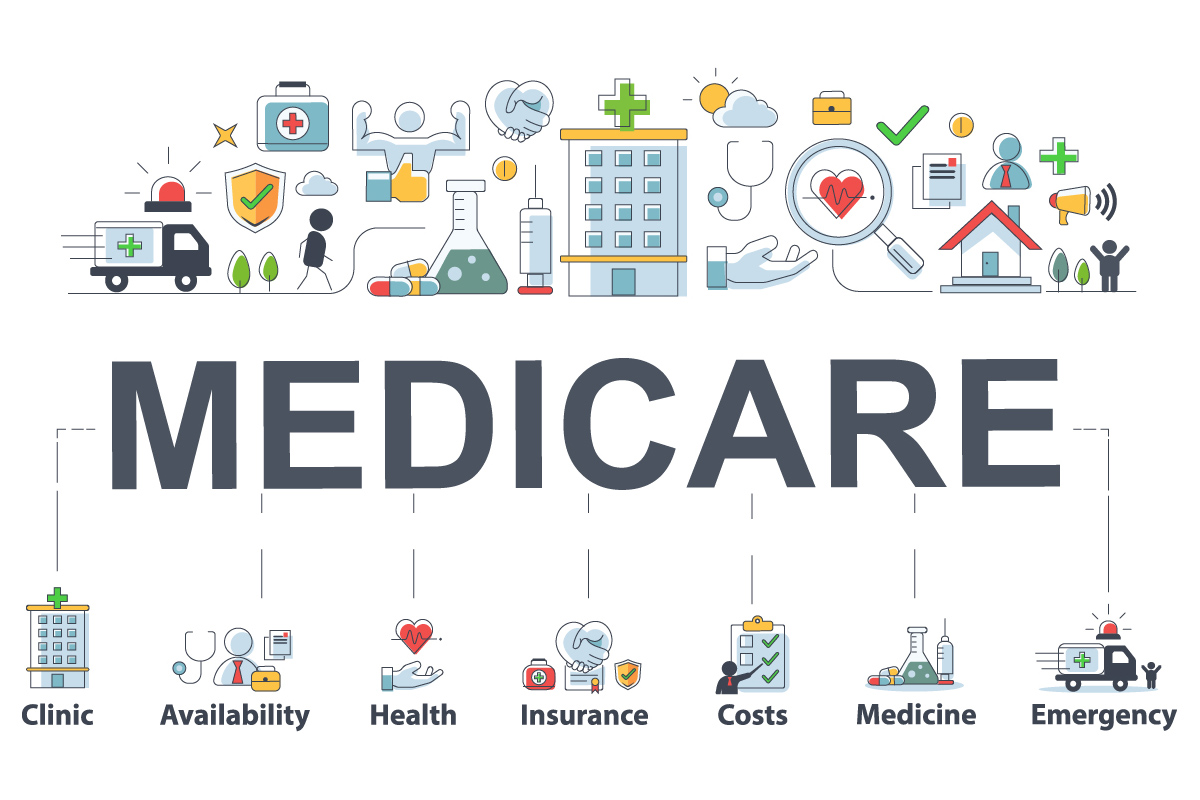 MEDICARE
Clinic
Availability
Health
Insurance
Costs
Medicine
Emergency